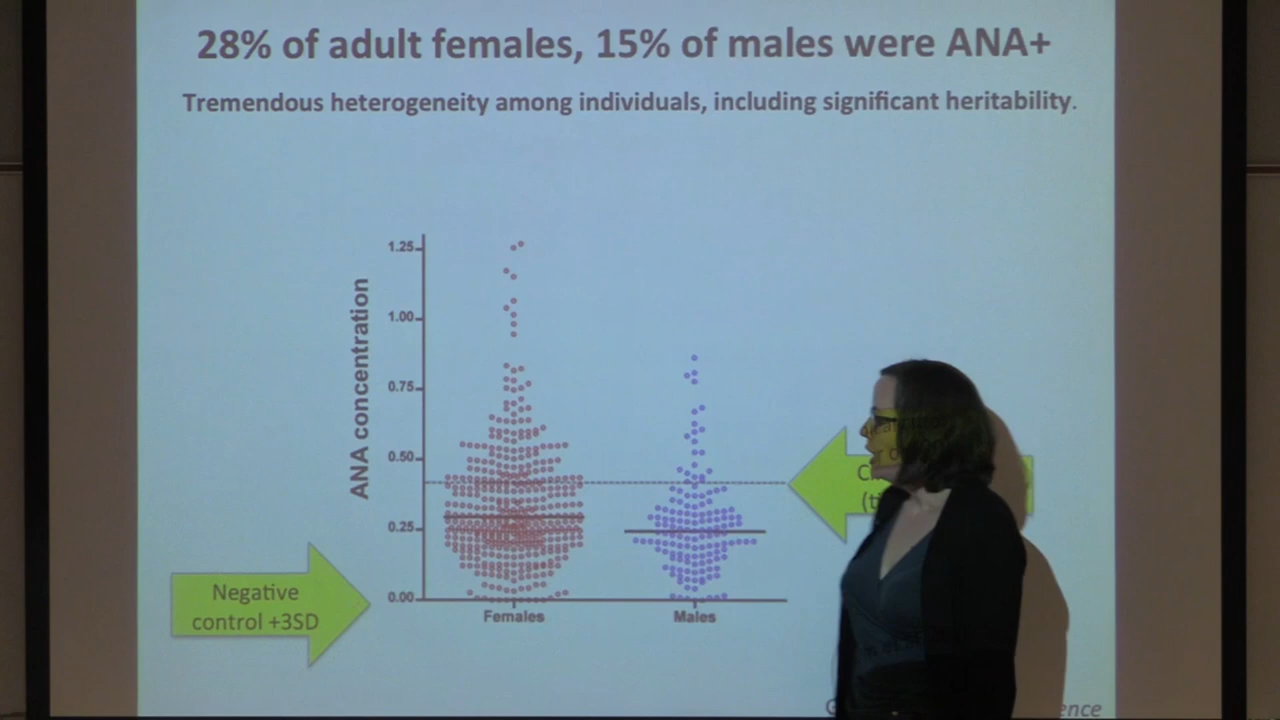 28% of adult females, 15% of males were ANA+
Tremendous heterogeneity among individuals, including significant heritability.
ANA concentration
1.25
1.00
0.75
0.50
0.25
0.00
Females
Males
Negative
control +3SD